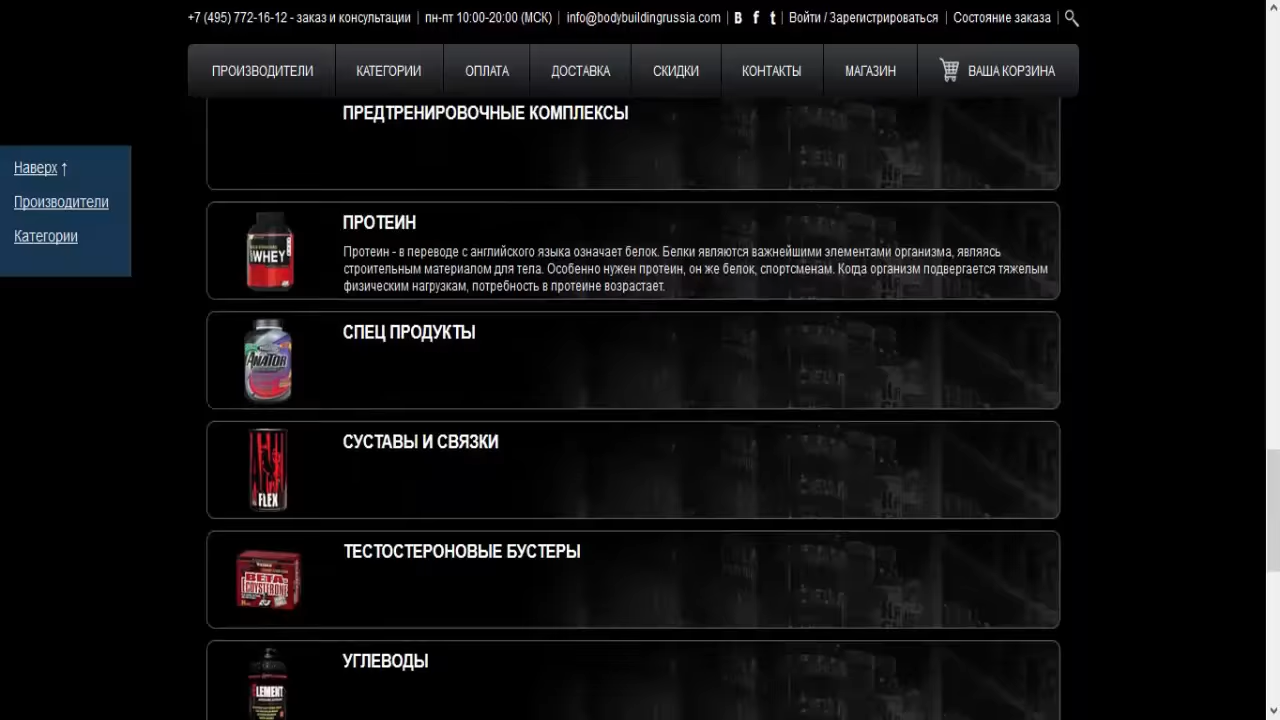 +7 (495) 772-16-12 - заказ и консультации | пн-пт 10:00-20:00 (МСК) | info@bodybuildingrussia.com | В f t | Войти / Зарегистрироваться | Состояние заказа |
ПРОИЗВОДИТЕЛИ КАТЕГОРИИ ОПЛАТА ДОСТАВКА СКИДКИ КОНТАКТЫ МАГАЗИН ВАША КОРЗИНА
Наверх ↑
Производители
Категории
ПРЕДТРЕНИРОВОЧНЫЕ КОМПЛЕКСЫ
ПРОТЕИН
Протеин - в переводе с английского языка означает белок. Белки являются важнейшими элементами организма, являясь
строительным материалом для тела. Особенно нужен протеин, он же белок, спортсменам. Когда организм подвергается тяжелым
физическим нагрузкам, потребность в протеине возрастает.
WHEY
СПЕЦ ПРОДУКТЫ
ANATOR
СУСТАВЫ И СВЯЗКИ
FLEX
ТЕСТОСТЕРОНОВЫЕ БУСТЕРЫ
BETA-
ECDYSTERONE
УГЛЕВОДЫ
ELEMENT